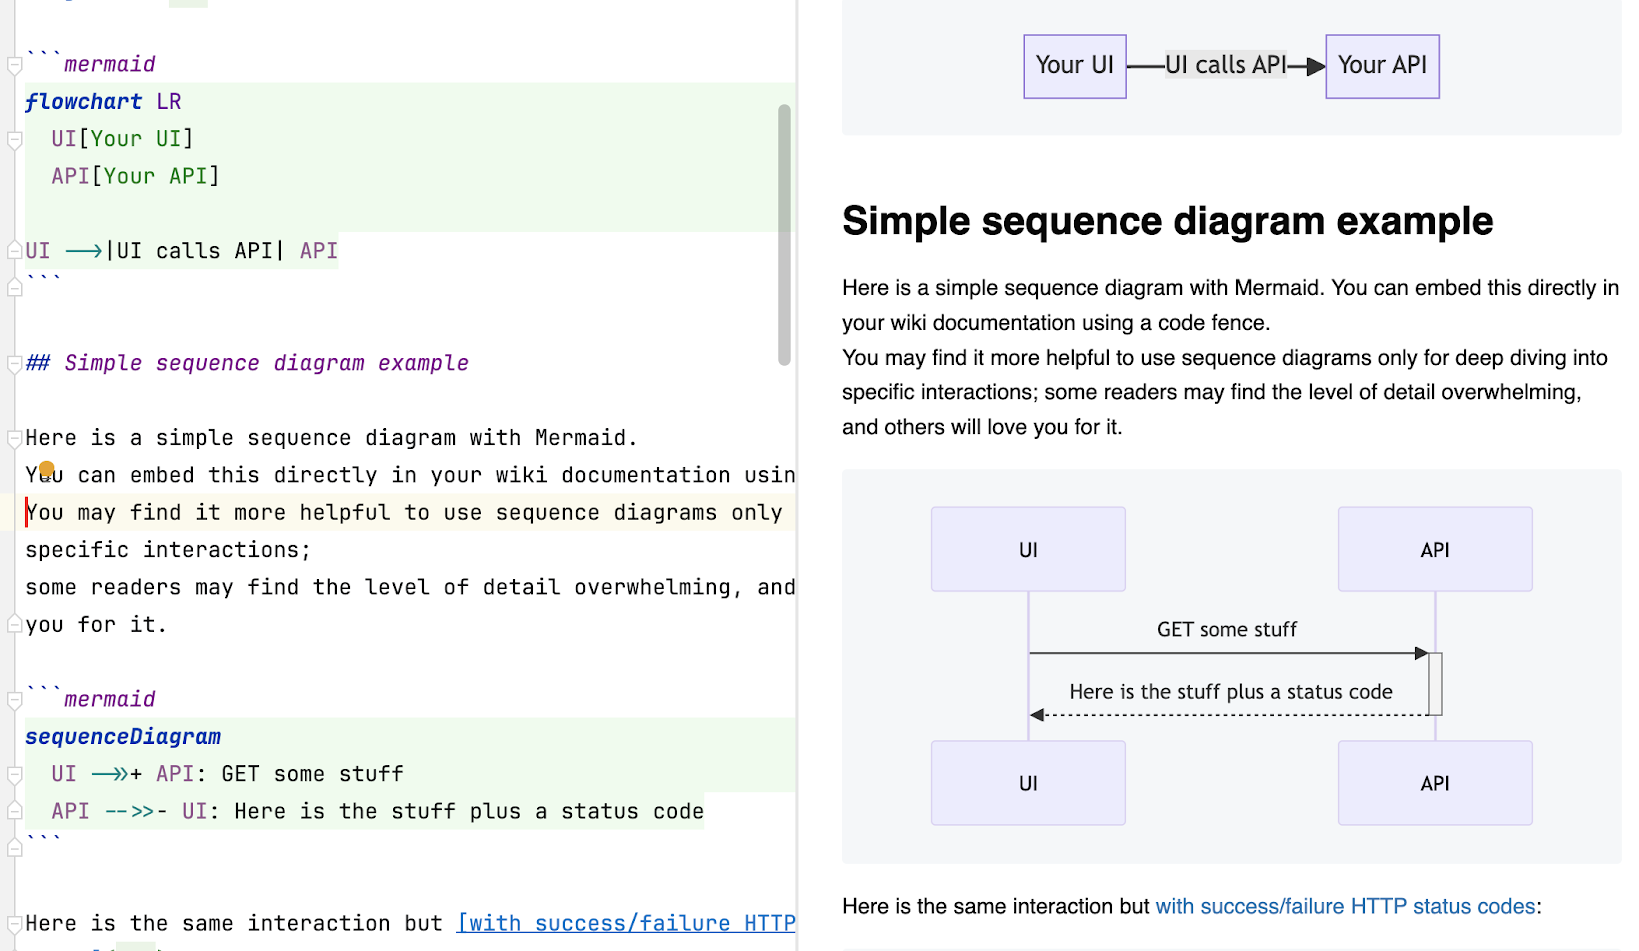 ```mermaid
flowchart LR
UI[Your UI]
API[Your API]
UI -->|UI calls API| API
```
## Simple sequence diagram example
Here is a simple sequence diagram with Mermaid.
You can embed this directly in your wiki documentation usin
You may find it more helpful to use sequence diagrams only
specific interactions;
some readers may find the level of detail overwhelming, and
you for it.
```mermaid
sequenceDiagram
UI ->>+ API: GET some stuff
API -->>- UI: Here is the stuff plus a status code
```
Here is the same interaction but [with success/failure HTTP
Your UI
UI calls API
Your API
Simple sequence diagram example
Here is a simple sequence diagram with Mermaid. You can embed this directly in
your wiki documentation using a code fence.
You may find it more helpful to use sequence diagrams only for deep diving into
specific interactions; some readers may find the level of detail overwhelming,
and others will love you for it.
UI
API
GET some stuff
Here is the stuff plus a status code
UI
API
Here is the same interaction but with success/failure HTTP status codes: